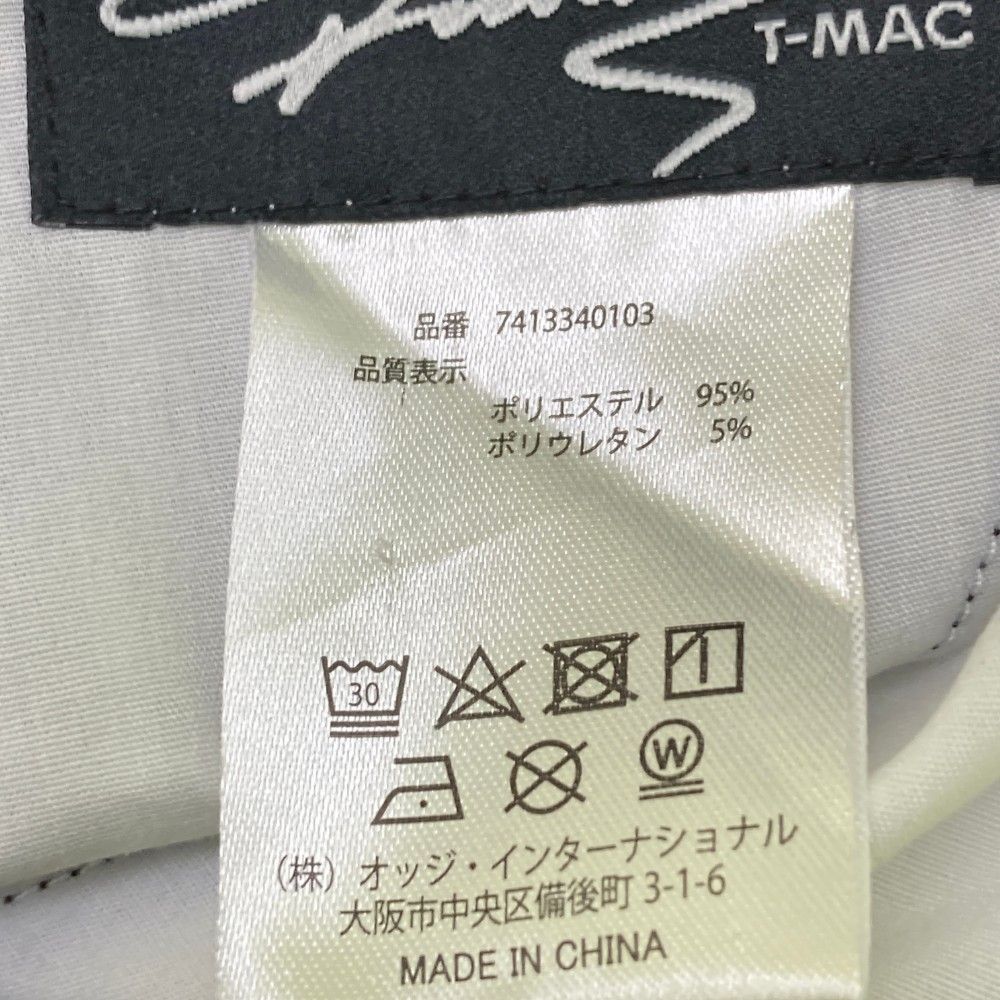 T-MAC
品番 7413340103
品質表示
ポリエステル 95%
ポリウレタン 5%
30
W
(株) オッジ・インターナショナル
大阪市中央区備後町 3-1-6
MADE IN CHINA